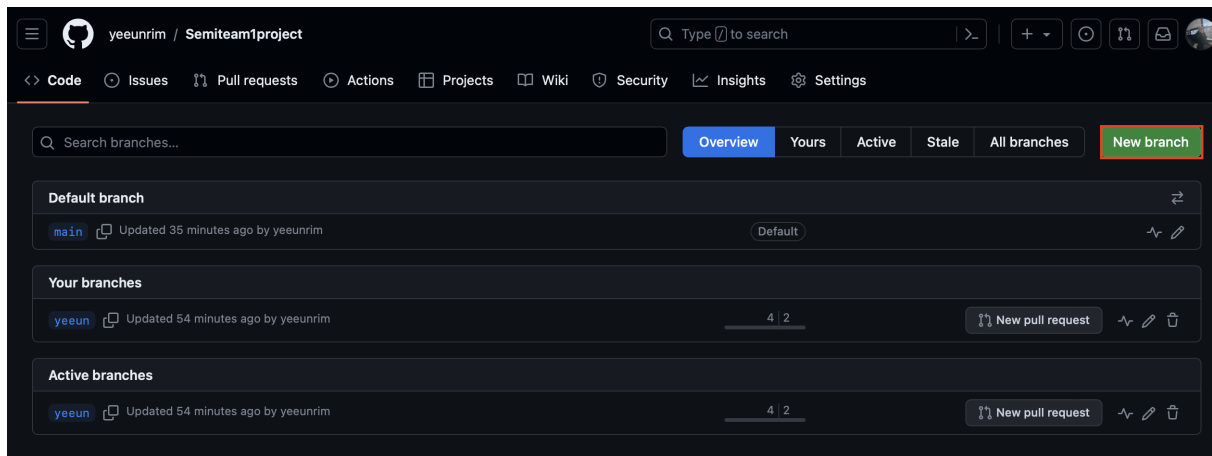 yeeunrim / Semiteam1project
Type / to search
Code Issues Pull requests Actions Projects Wiki Security Insights Settings
Search branches...
Overview Yours Active Stale All branches New branch
Default branch
main Updated 35 minutes ago by yeeunrim Default
Your branches
yeeun Updated 54 minutes ago by yeeunrim 4 2 New pull request
Active branches
yeeun Updated 54 minutes ago by yeeunrim 4 2 New pull request